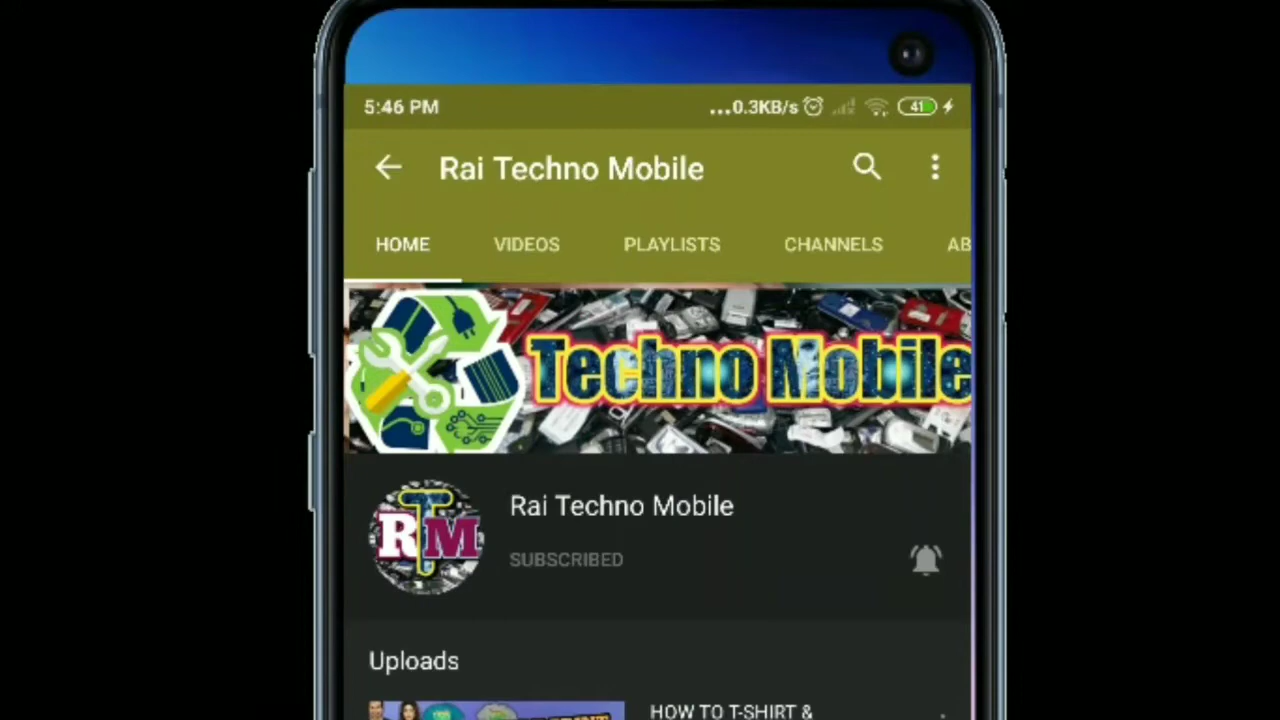 5:46 PM ...0.3KB/s 41
Rai Techno Mobile
HOME VIDEOS PLAYLISTS CHANNELS AB
Techno Mobile
RTM
Rai Techno Mobile
SUBSCRIBED
Uploads
HOW TO T-SHIRT &